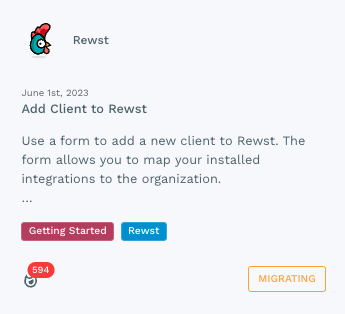 Rewst
June 1st, 2023
Add Client to Rewst
Use a form to add a new client to Rewst. The
form allows you to map your installed
integrations to the organization.
...
Getting Started Rewst
594
MIGRATING